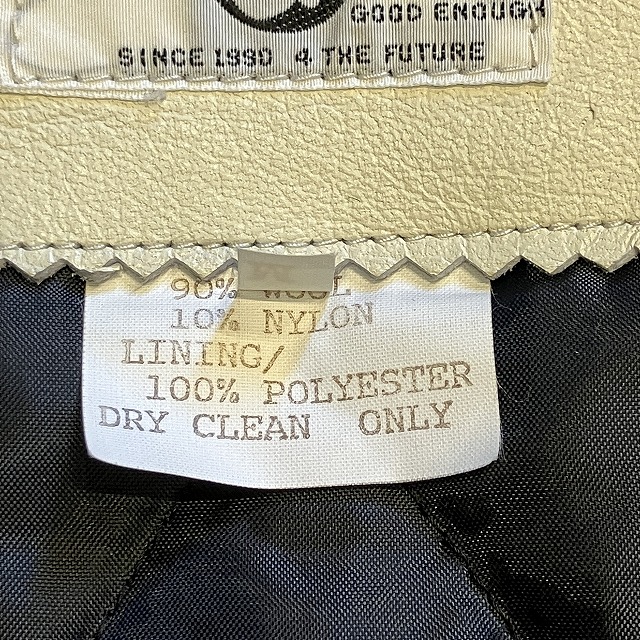 GOOD ENOUGH
SINCE 1990 4 THE FUTURE
90% WOOL
10% NYLON
LINING/
100% POLYESTER
DRY CLEAN ONLY